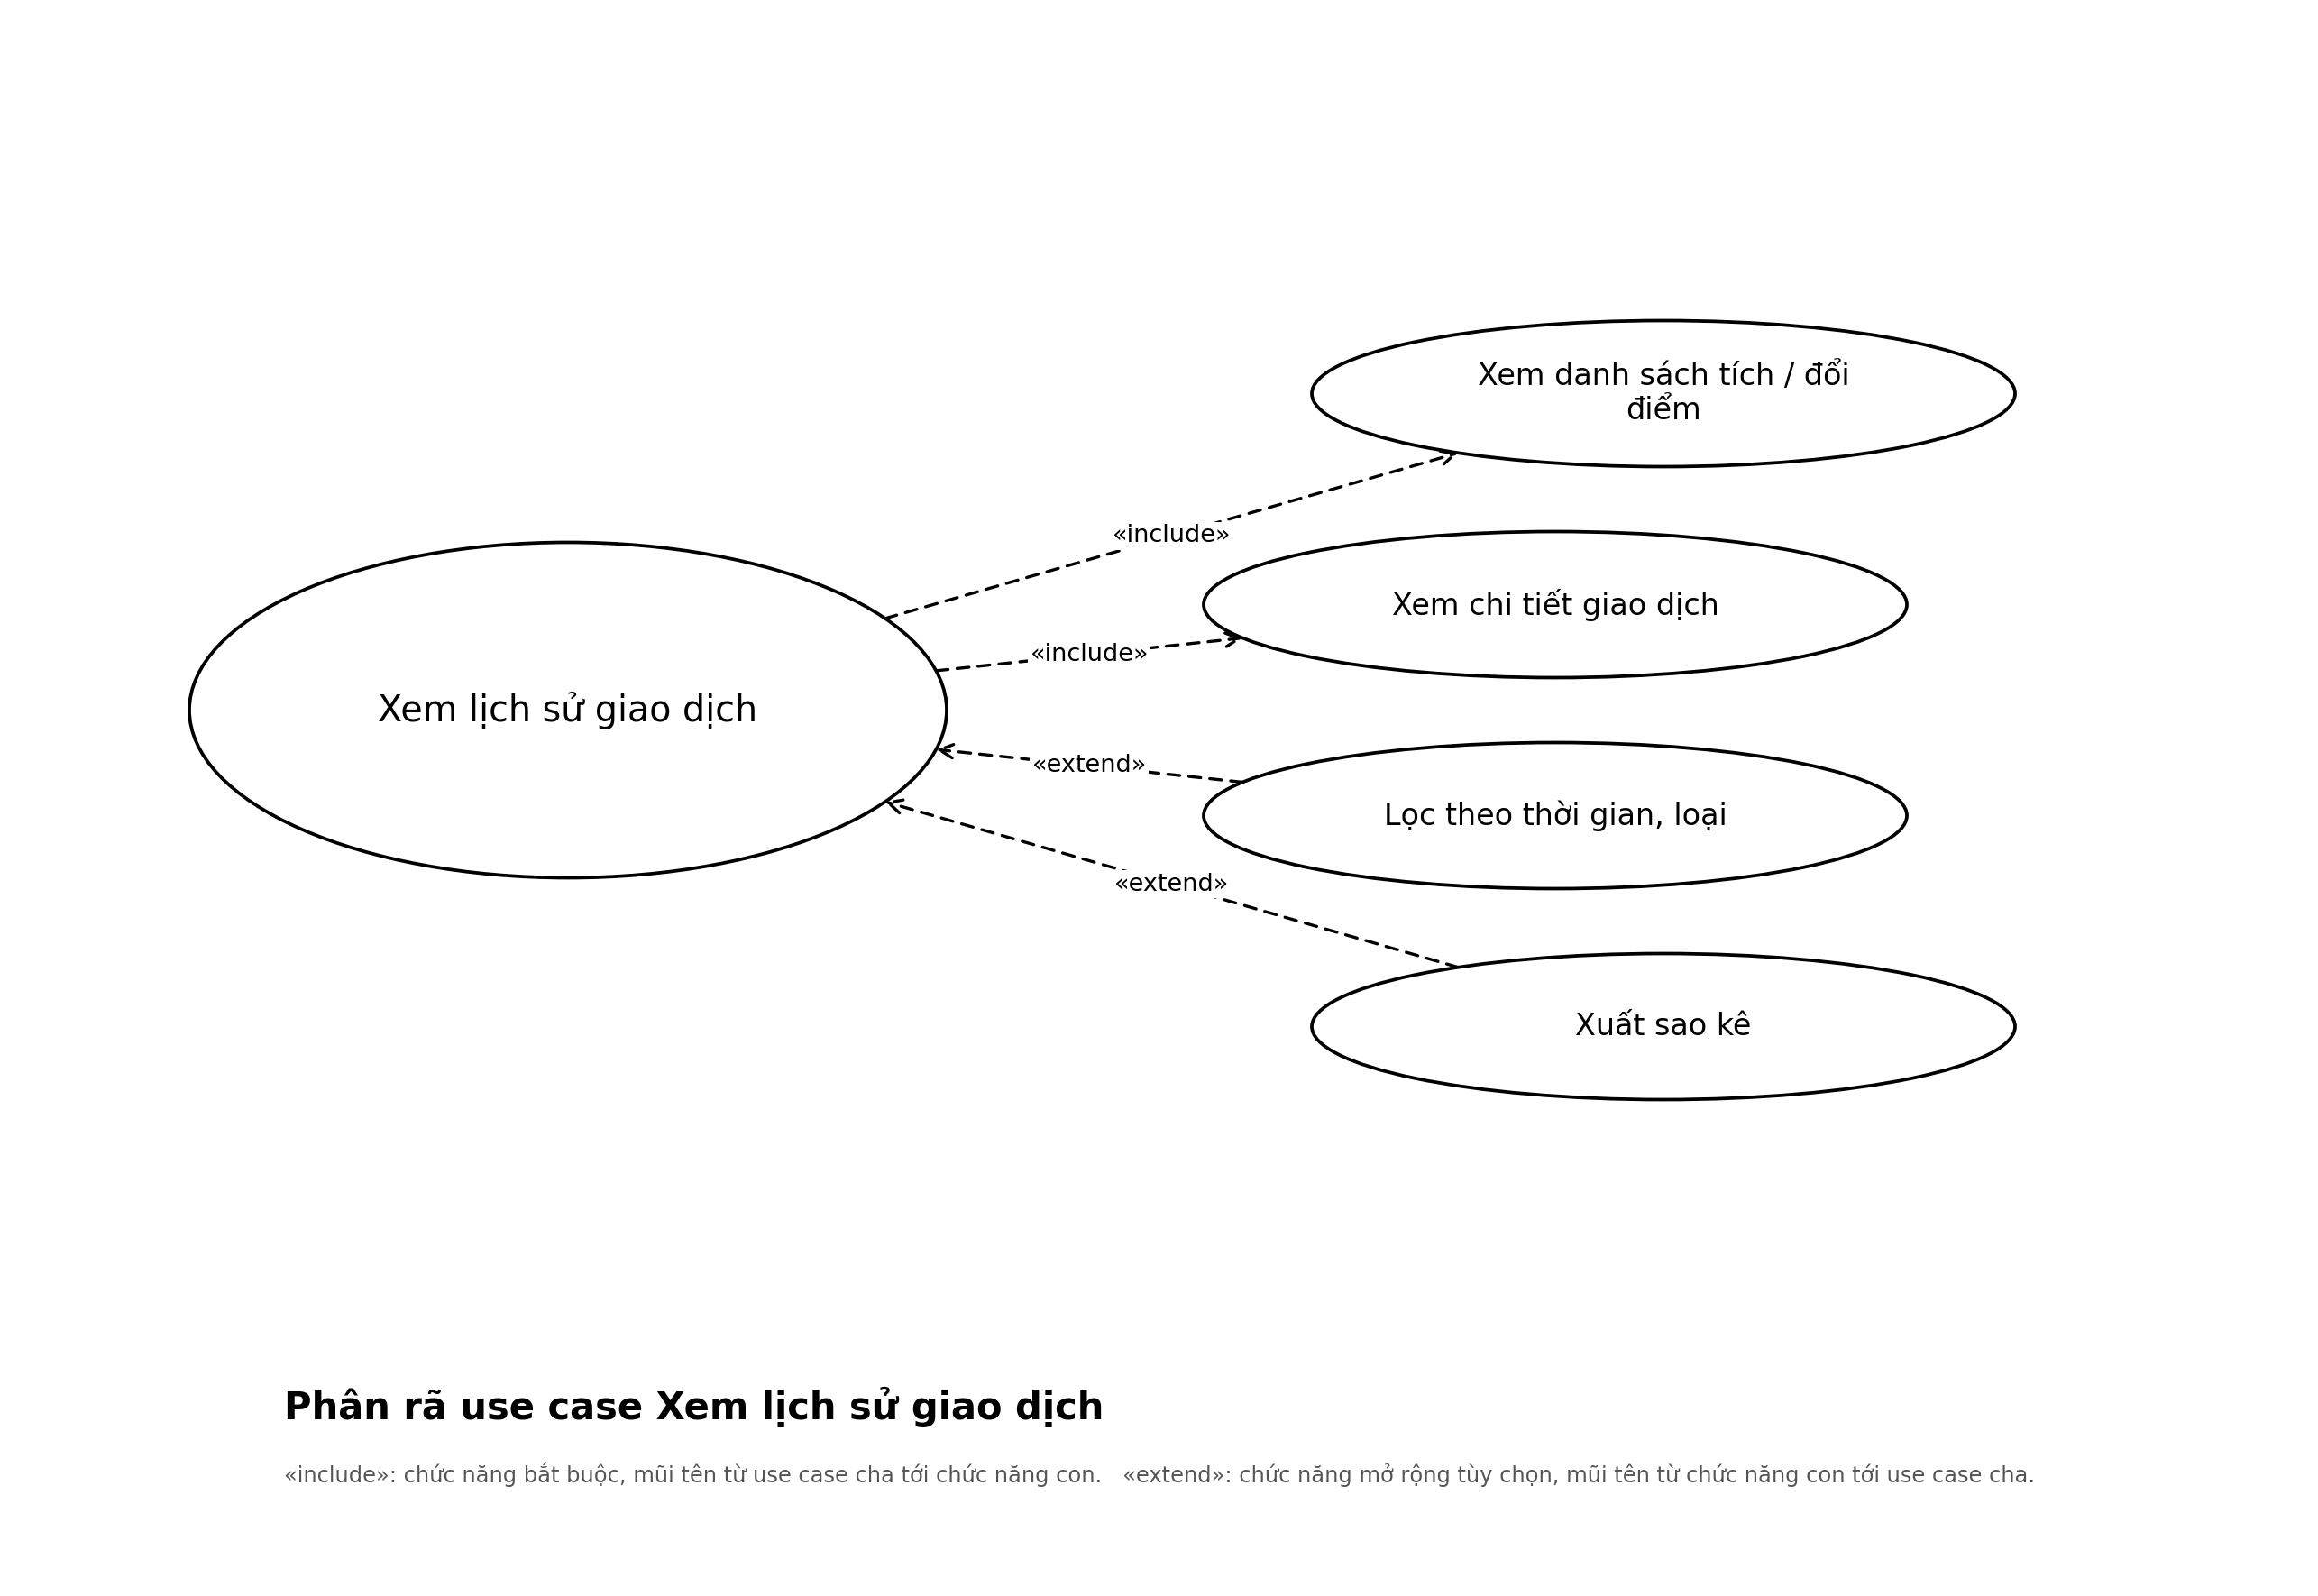 Xem danh sách tích / đổi
điểm
«include»
Xem chi tiết giao dịch
«include»
Xem lịch sử giao dịch
«extend»
Lọc theo thời gian, loại
«extend»
Xuất sao kê
Phân rã use case Xem lịch sử giao dịch
«include»: chức năng bắt buộc, mũi tên từ use case cha tới chức năng con. «extend»: chức năng mở rộng tùy chọn, mũi tên từ chức năng con tới use case cha.